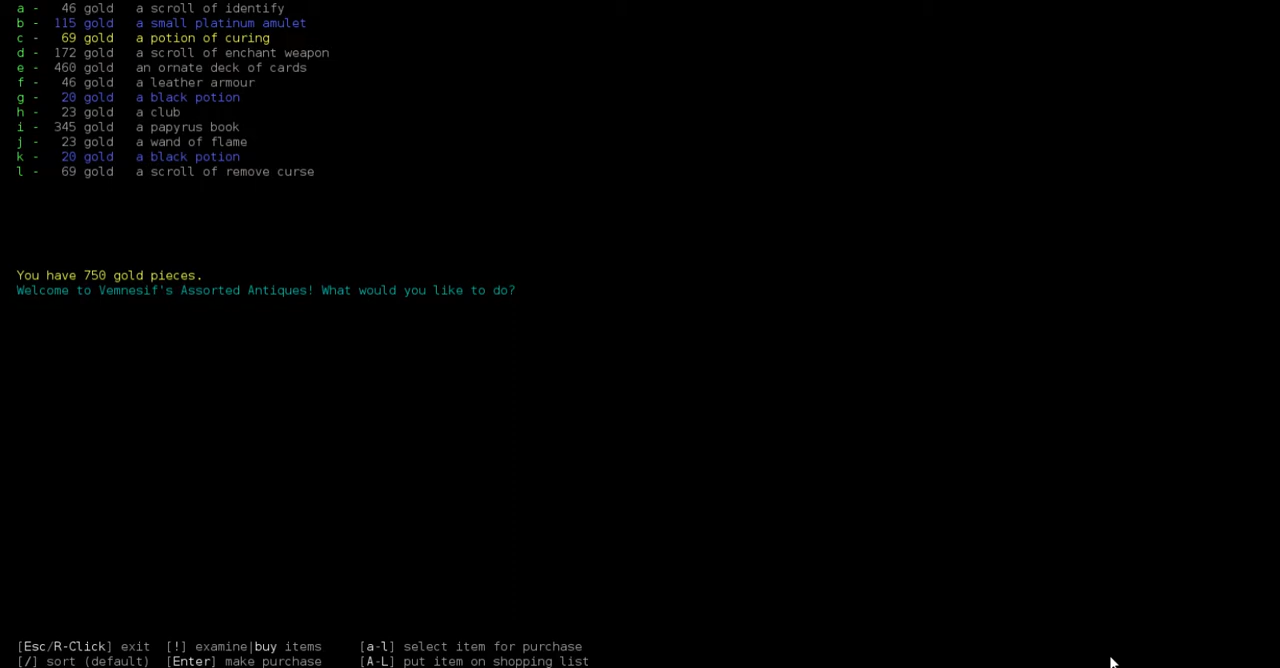 a -   46 gold   a scroll of identify
b -  115 gold   a small platinum amulet
c -   69 gold   a potion of curing
d -  172 gold   a scroll of enchant weapon
e -  460 gold   an ornate deck of cards
f -   46 gold   a leather armour
g -   20 gold   a black potion
h -   23 gold   a club
i -  345 gold   a papyrus book
j -   23 gold   a wand of flame
k -   20 gold   a black potion
l -   69 gold   a scroll of remove curse
You have 750 gold pieces.
Welcome to Vemnesif's Assorted Antiques! What would you like to do?
[Esc/R-Click] exit  [!] examine|buy items     [a-l] select item for purchase
[/] sort (default)  [Enter] make purchase     [A-L] put item on shopping list